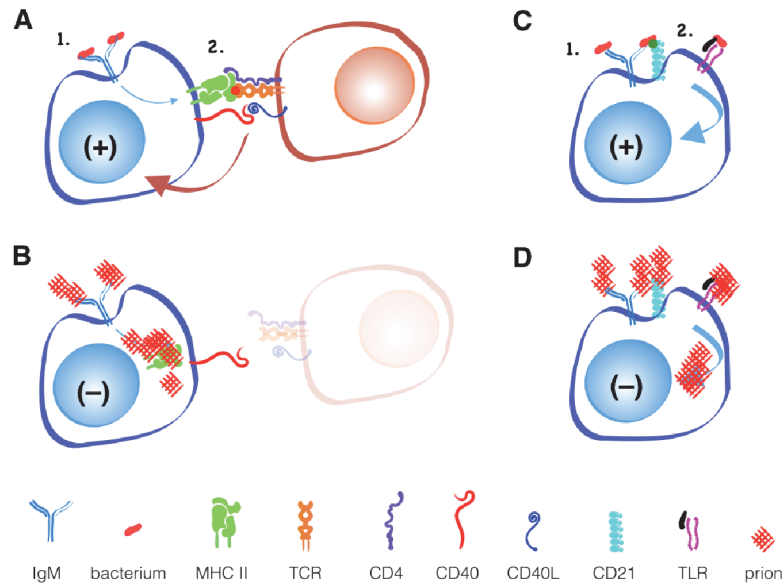 A
1.
2.
(+)
C
1.
2.
(+)
B
(−)
D
(−)
IgM
bacterium
MHC II
TCR
CD4
CD40
CD40L
CD21
TLR
prion